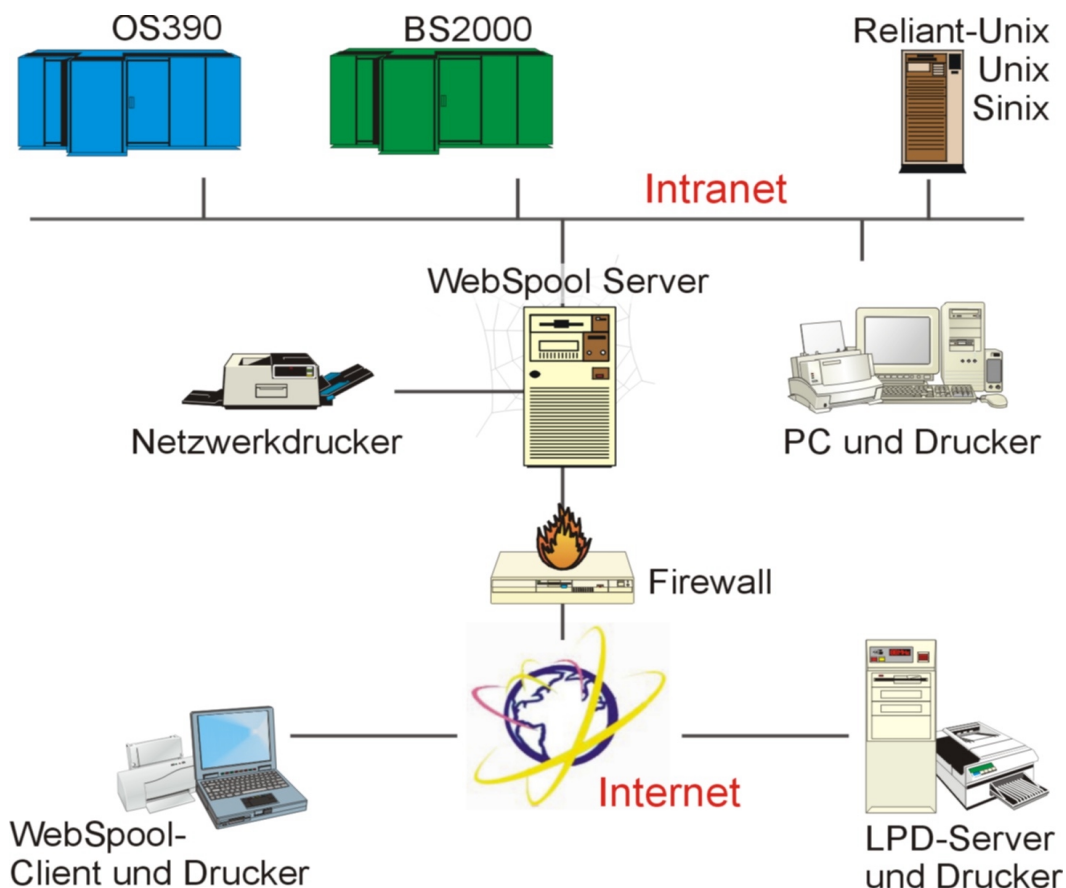 OS390
BS2000
Reliant-Unix
Unix
Sinix
Intranet
WebSpool Server
Netzwerkdrucker
PC und Drucker
Firewall
Internet
WebSpool-
Client und Drucker
LPD-Server
und Drucker